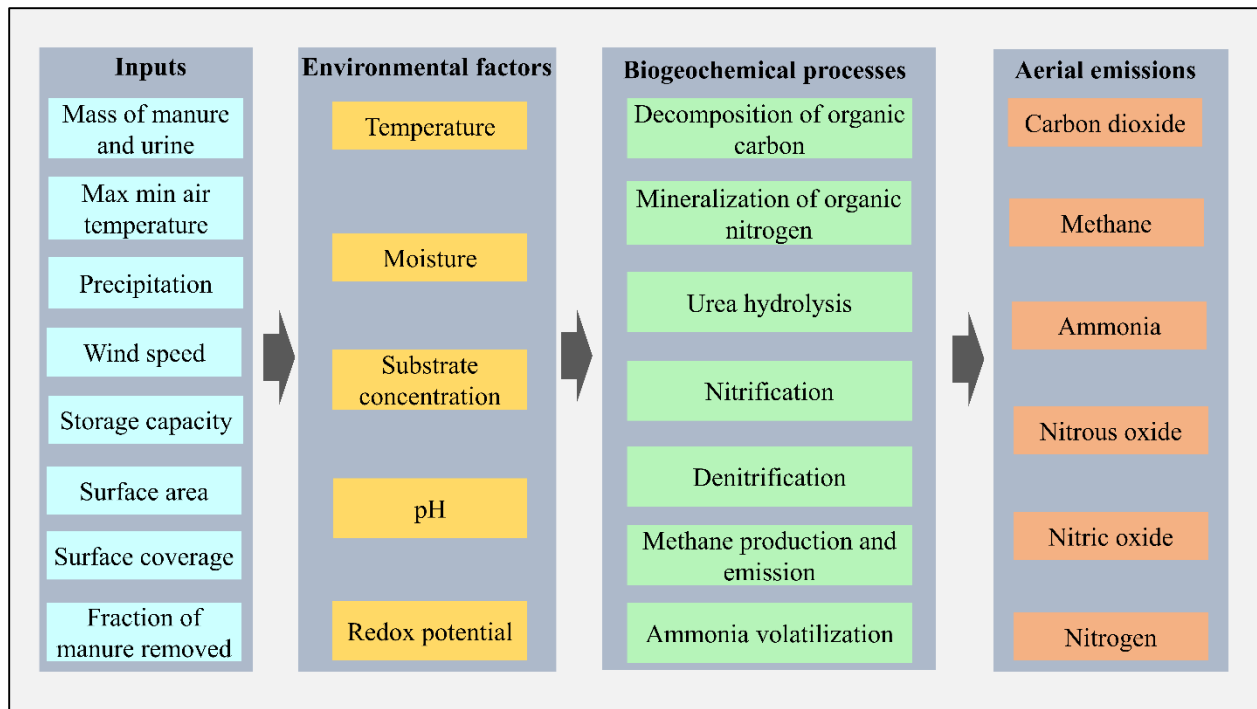 Inputs
Mass of manure
and urine
Max min air
temperature
Precipitation
Wind speed
Storage capacity
Surface area
Surface coverage
Fraction of
manure removed
Environmental factors
Temperature
Moisture
Substrate
concentration
pH
Redox potential
Biogeochemical processes
Decomposition of organic
carbon
Mineralization of organic
nitrogen
Urea hydrolysis
Nitrification
Denitrification
Methane production and
emission
Ammonia volatilization
Aerial emissions
Carbon dioxide
Methane
Ammonia
Nitrous oxide
Nitric oxide
Nitrogen